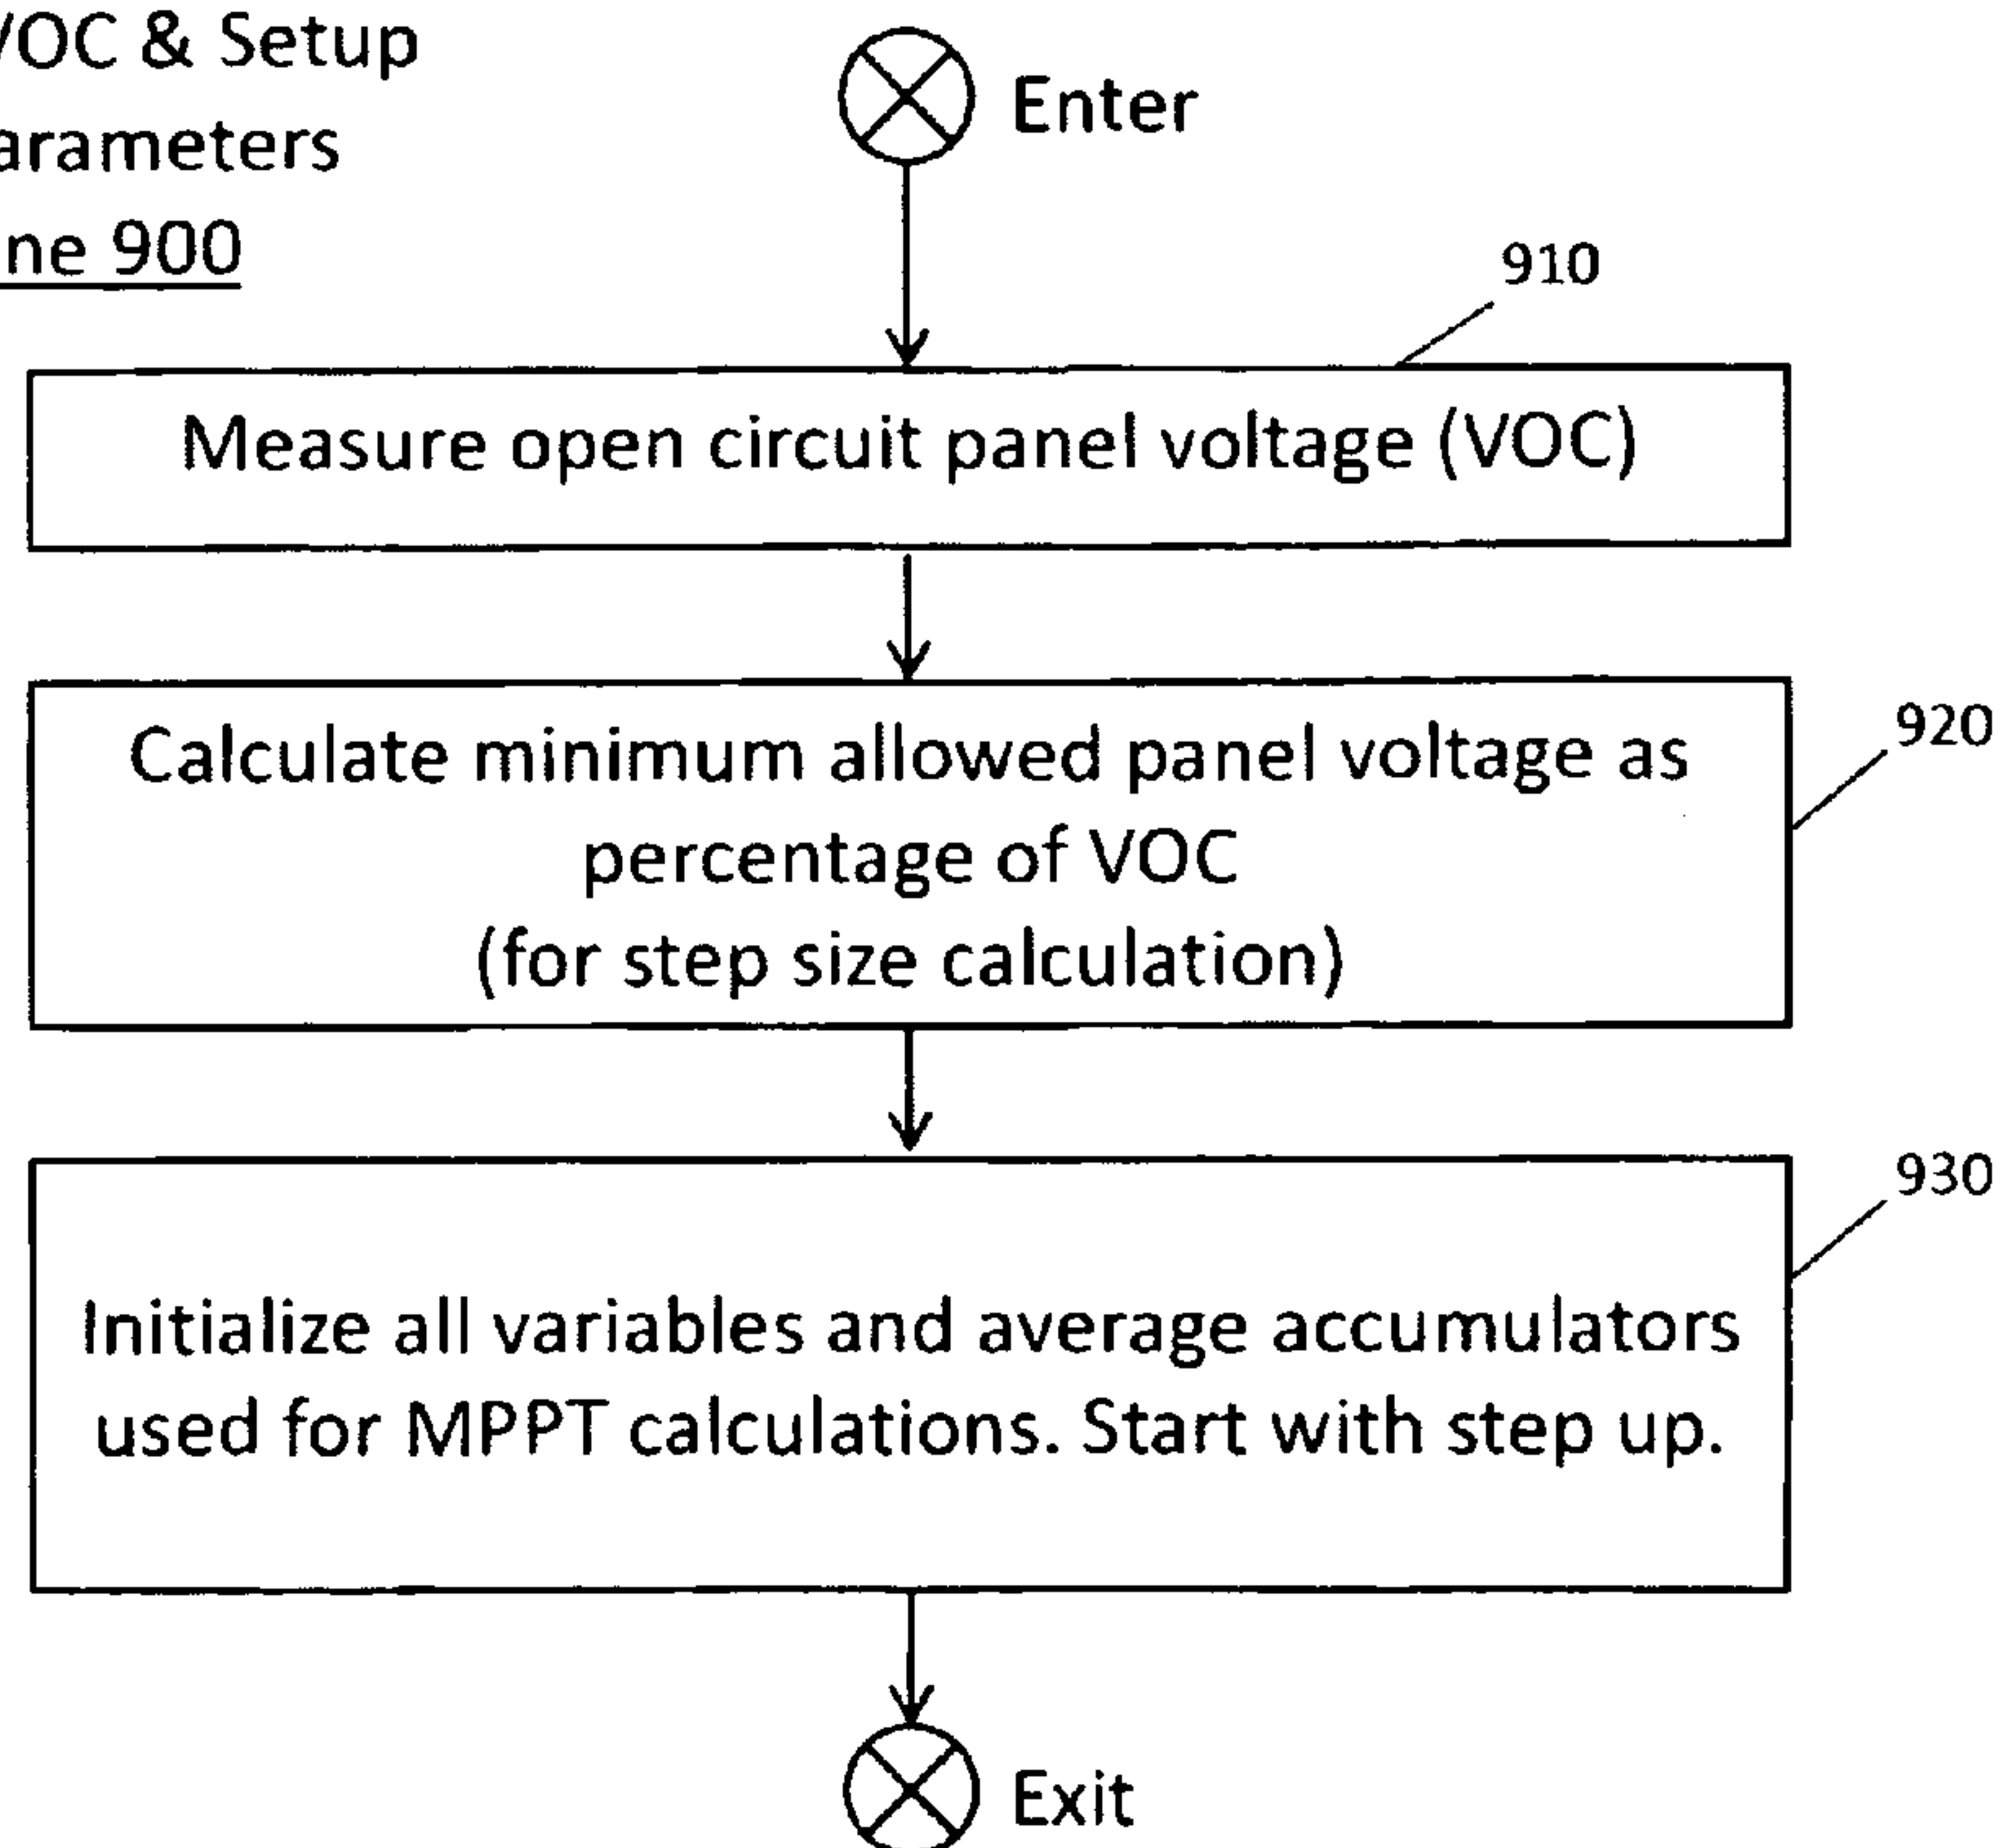 VOC & Setup
arameters
ne 900
Enter
910
Measure open circuit panel voltage (VOC)
920
Calculate minimum allowed panel voltage as
percentage of VOC
(for step size calculation)
930
Initialize all variables and average accumulators
used for MPPT calculations. Start with step up.
Exit